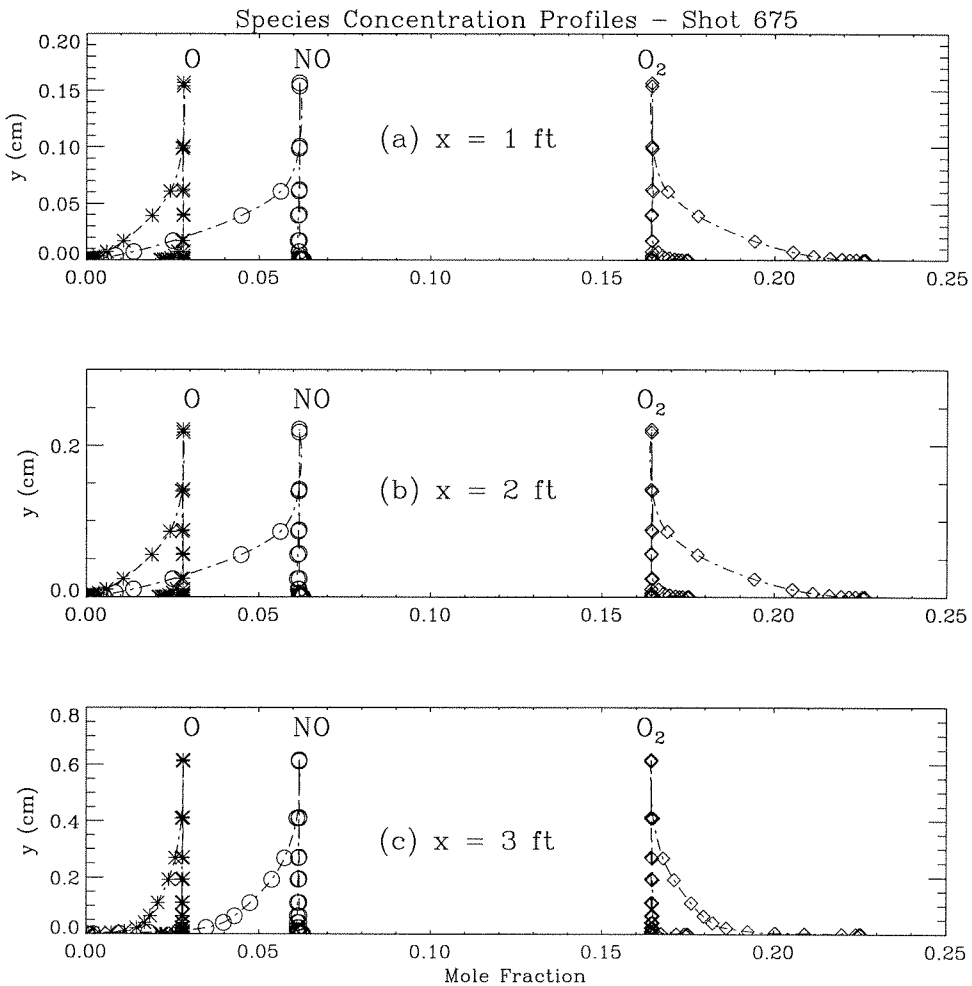 Species Concentration Profiles - Shot 675
0.20
0.15
0.10
0.05
0.00
y (cm)
O
NO
O₂
(a) x = 1 ft
0.00
0.05
0.10
0.15
0.20
0.25
0.2
0.0
y (cm)
O
NO
O₂
(b) x = 2 ft
0.00
0.05
0.10
0.15
0.20
0.25
0.8
0.6
0.4
0.2
0.0
y (cm)
O
NO
O₂
(c) x = 3 ft
0.00
0.05
0.10
0.15
0.20
0.25
Mole Fraction